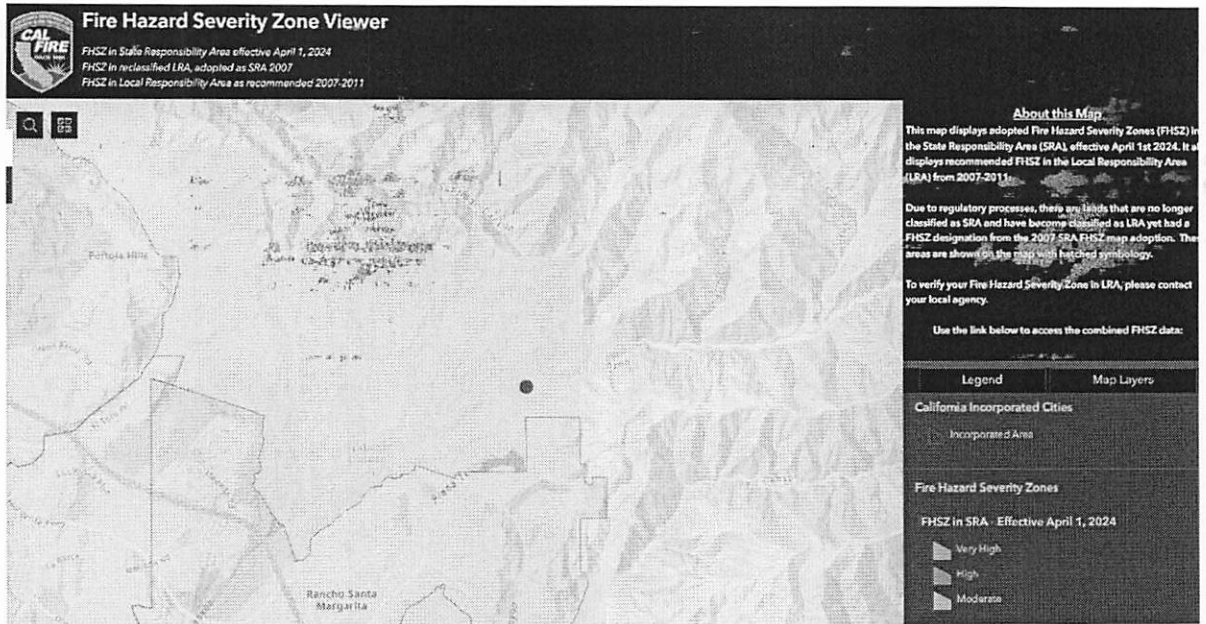 Fire Hazard Severity Zone Viewer
CAL
FIRE
FHSZ in State Responsibility Area effective April 1, 2024
FHSZ in reclassified LRA, adopted as SRA 2007
FHSZ in Local Responsibility Area as recommended 2007-2011
About this Map
This map displays adopted Fire Hazard Severity Zones (FHSZ) in
the State Responsibility Area (SRA), effective April 1st 2024. It al
displays recommended FHSZ in the Local Responsibility Area
(LRA) from 2007-2011.
Due to regulatory processes, there are lands that are no longer
classified as SRA and have become classified as LRA yet had a
FHSZ designation from the 2007 SRA FHSZ map adoption. Thes
areas are shown on the map with hatched symbology.
To verify your Fire Hazard Severity Zone in LRA, please contact
your local agency.
Use the link below to access the combined FHSZ data:
Legend
Map Layers
California Incorporated Cities
Incorporated Area
Fire Hazard Severity Zones
FHSZ in SRA - Effective April 1, 2024
Very High
High
Moderate
Portola Hills
Rancho Santa
Margarita